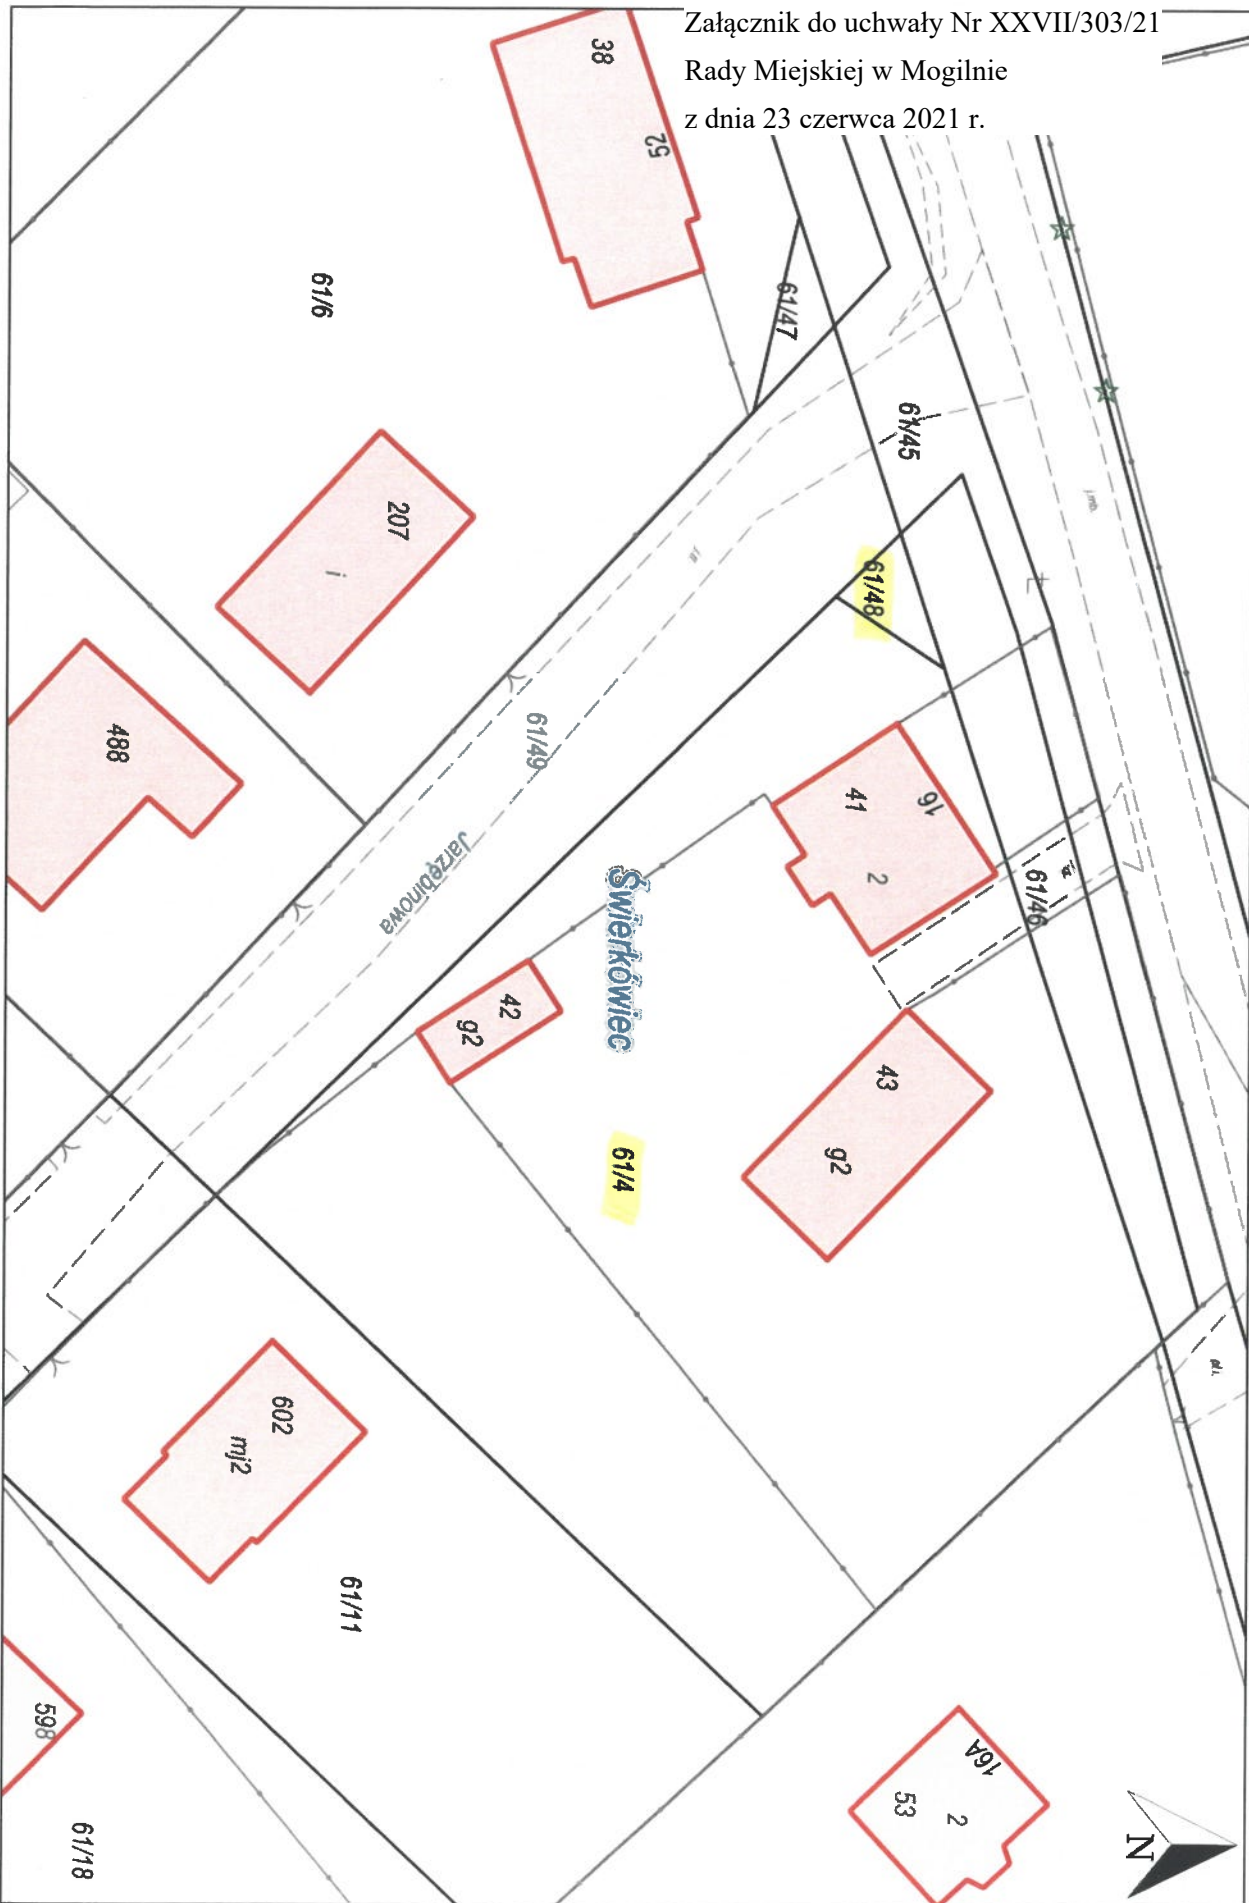 Załącznik do uchwały Nr XXVII/303/21
Rady Miejskiej w Mogilnie
z dnia 23 czerwca 2021 r.
38
52
61/6
61/47
61/45
207
i
61/48
488
61/49
Jarzębinowa
16
41
2
61/46
Świerkówiec
42
g2
43
g2
61/4
602
mj2
61/11
598
61/18
16A
53
2
N